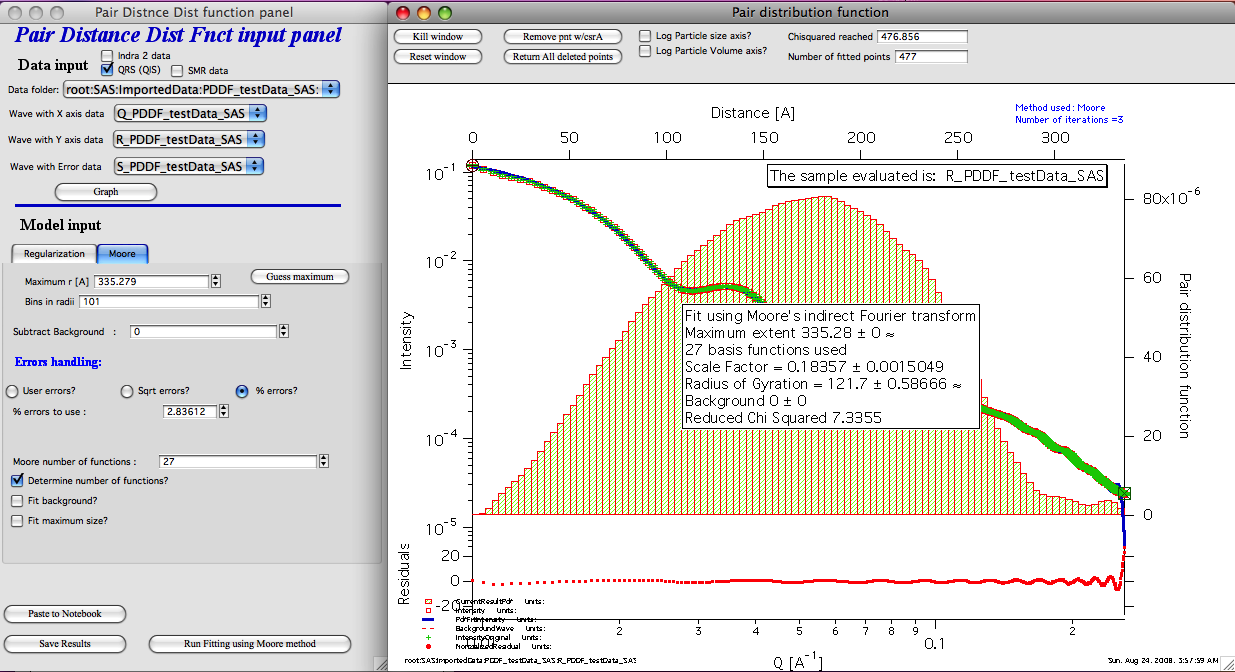 Pair Distnce Dist function panel
Pair Distance Dist Fnct input panel
Data input
Indra 2 data
QRS (QIS)
SMR data
Data folder:
root:SAS:ImportedData:PDDF_testData_SAS:
Wave with X axis data
Q_PDDF_testData_SAS
Wave with Y axis data
R_PDDF_testData_SAS
Wave with Error data
S_PDDF_testData_SAS
Graph
Model input
Regularization
Moore
Maximum r [A]
335.279
Guess maximum
Bins in radii
101
Subtract Background :
0
Errors handling:
User errors?
Sqrt errors?
% errors?
% errors to use :
2.83612
Moore number of functions :
27
Determine number of functions?
Fit background?
Fit maximum size?
Paste to Notebook
Save Results
Run Fitting using Moore method
Pair distribution function
Kill window
Remove pnt w/csrA
Log Particle size axis?
Chisquared reached
476.856
Reset window
Return All deleted points
Log Particle Volume axis?
Number of fitted points
477
Distance [A]
Method used: Moore
Number of iterations =3
0 50 100 150 200 250 300
The sample evaluated is: R_PDDF_testData_SAS
Intensity
10-1
10-2
10-3
10-4
10-5
Fit using Moore's indirect Fourier transform
Maximum extent 335.28 ± 0 ≈
27 basis functions used
Scale Factor = 0.18357 ± 0.0015049
Radius of Gyration = 121.7 ± 0.58666 ≈
Background 0 ± 0
Reduced Chi Squared 7.3355
80x10-6
60
40
20
0
Pair distribution function
Residuals
20
0
-20
CurrentResultPdf Units:
Intensity Units:
PdfFitIntensity Units:
BackgroundWave Units:
IntensityOriginal Units:
NormalizedResidual Units:
2 3 4 5 6 7 8 9 0.1 2
Q [A-1]
root:SAS:ImportedData:PDDF_testData_SAS:R_PDDF_testData_SAS
Sun, Aug 24, 2008, 3:57:59 AM